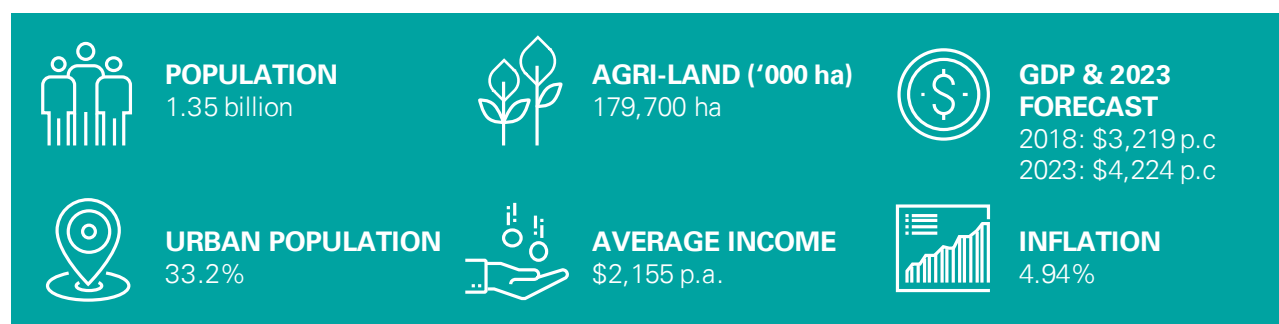 POPULATION
1.35 billion
AGRI-LAND (‘000 ha)
179,700 ha
GDP & 2023
FORECAST
2018: $3,219 p.c
2023: $4,224 p.c
URBAN POPULATION
33.2%
AVERAGE INCOME
$2,155 p.a.
INFLATION
4.94%